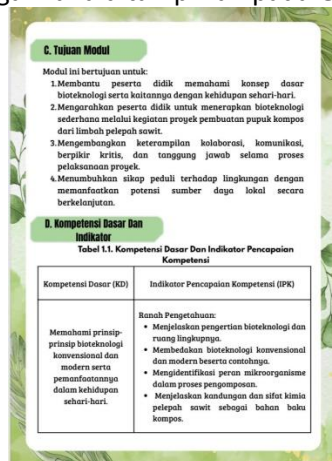 C. Tujuan Modul
Modul ini bertujuan untuk:
1. Membantu peserta didik memahami konsep dasar
bioteknologi serta kaitannya dengan kehidupan sehari-hari.
2. Mengarahkan peserta didik untuk menerapkan bioteknologi
sederhana melalui kegiatan proyek pembuatan pupuk kompos
dari limbah pelepah sawit.
3. Mengembangkan keterampilan kolaborasi, komunikasi,
berpikir kritis, dan tanggung jawab selama proses
pelaksanaan proyek.
4. Menumbuhkan sikap peduli terhadap lingkungan dengan
memanfaatkan potensi sumber daya lokal secara
berkelanjutan.
D. Kompetensi Dasar Dan
Indikator
Tabel 1.1. Kompetensi Dasar Dan Indikator Pencapaian
Kompetensi
Kompetensi Dasar (KD)
Indikator Pencapaian Kompetensi (IPK)
Memahami prinsip-
prinsip bioteknologi
konvensional dan
modern serta
pemanfaatannya
dalam kehidupan
sehari-hari.
Ranah Pengetahuan:
• Menjelaskan pengertian bioteknologi dan
ruang lingkupnya.
• Membedakan bioteknologi konvensional
dan modern beserta contohnya.
• Mengidentifikasi peran mikroorganisme
dalam proses pengomposan.
• Menjelaskan kandungan dan sifat kimia
pelepah sawit sebagai bahan baku
kompos.